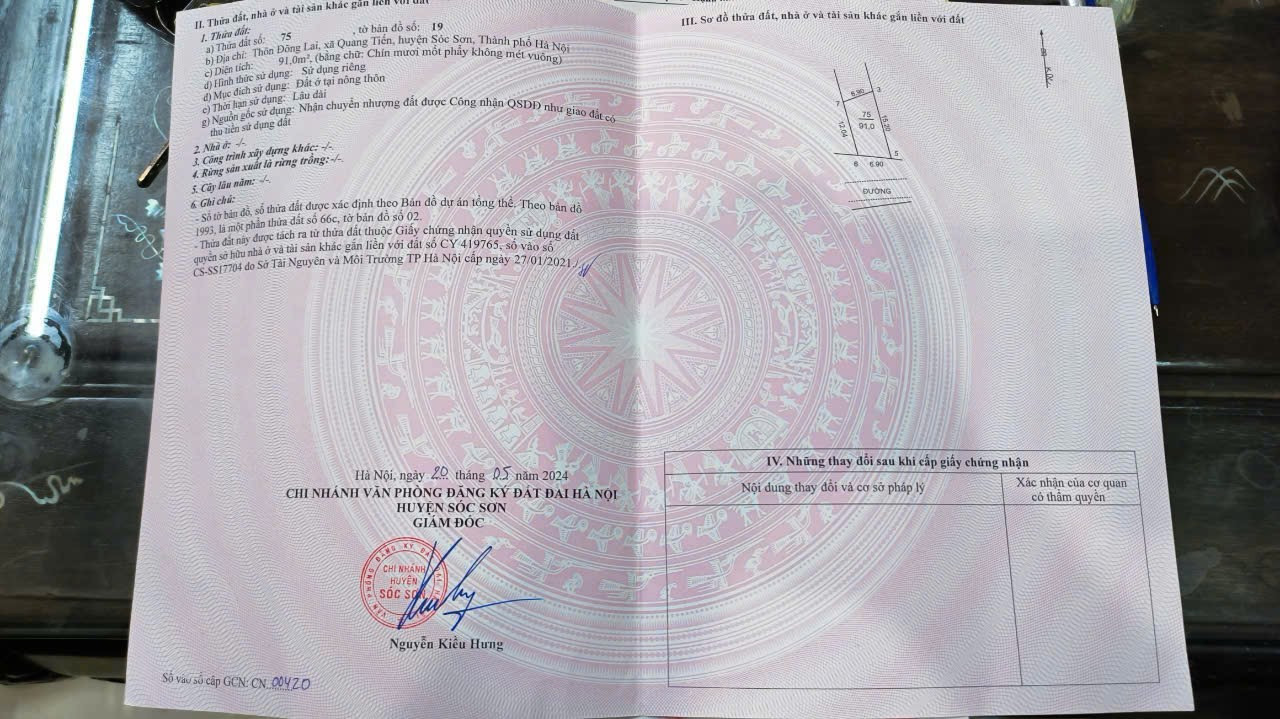 II. Thửa đất, nhà ở và tài sản khác gắn liền với đất
1. Thửa đất:
a) Thửa đất số: 75 , tờ bản đồ số: 19
b) Địa chỉ: Thôn Đông Lai, xã Quang Tiến, huyện Sóc Sơn, Thành phố Hà Nội
c) Diện tích: 91,0m², (bằng chữ: Chín mươi mốt phẩy không mét vuông)
d) Hình thức sử dụng: Sử dụng riêng
đ) Mục đích sử dụng: Đất ở tại nông thôn
e) Thời hạn sử dụng: Lâu dài
g) Nguồn gốc sử dụng: Nhận chuyển nhượng đất được Công nhận QSDĐ như giao đất có
thu tiền sử dụng đất
2. Nhà ở: -/-
3. Công trình xây dựng khác: -/-
4. Rừng sản xuất là rừng trồng: -/-
5. Cây lâu năm: -/-
6. Ghi chú:
- Số tờ bản đồ, số thửa đất được xác định theo Bản đồ dự án tổng thể. Theo bản đồ
1993, là một phần thửa đất số 66c, tờ bản đồ số 02.
- Thửa đất này được tách ra từ thửa đất thuộc Giấy chứng nhận quyền sử dụng đất
quyền sở hữu nhà ở và tài sản khác gắn liền với đất số CY 419765, số vào sổ
CS-SS17704 do Sở Tài Nguyên và Môi Trường TP Hà Nội cấp ngày 27/01/2021./.
Hà Nội, ngày 20 tháng 05 năm 2024
CHI NHÁNH VĂN PHÒNG ĐĂNG KÝ ĐẤT ĐAI HÀ NỘI
HUYỆN SÓC SƠN
GIÁM ĐỐC
VĂN PHÒNG ĐĂNG KÝ ĐẤT ĐAI
CHI NHÁNH
HUYỆN
SÓC SƠN
Nguyễn Kiều Hưng
Số vào sổ cấp GCN: CN 00420
III. Sơ đồ thửa đất, nhà ở và tài sản khác gắn liền với đất
6.90
7
3
75
91,0
6
6.90
5
ĐƯỜNG
IV. Những thay đổi sau khi cấp giấy chứng nhận
Nội dung thay đổi và cơ sở pháp lý
Xác nhận của cơ quan
có thẩm quyền